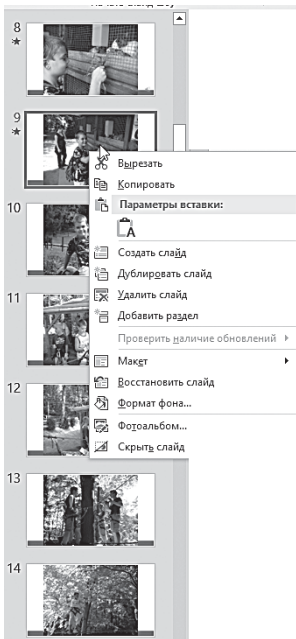 8
9
Вырезать
Копировать
Параметры вставки:
A
10
Создать слайд
Дублировать слайд
11
Удалить слайд
Добавить раздел
Проверить наличие обновлений
Макет
12
Восстановить слайд
Формат фона...
Фотоальбом...
Скрыть слайд
13
14